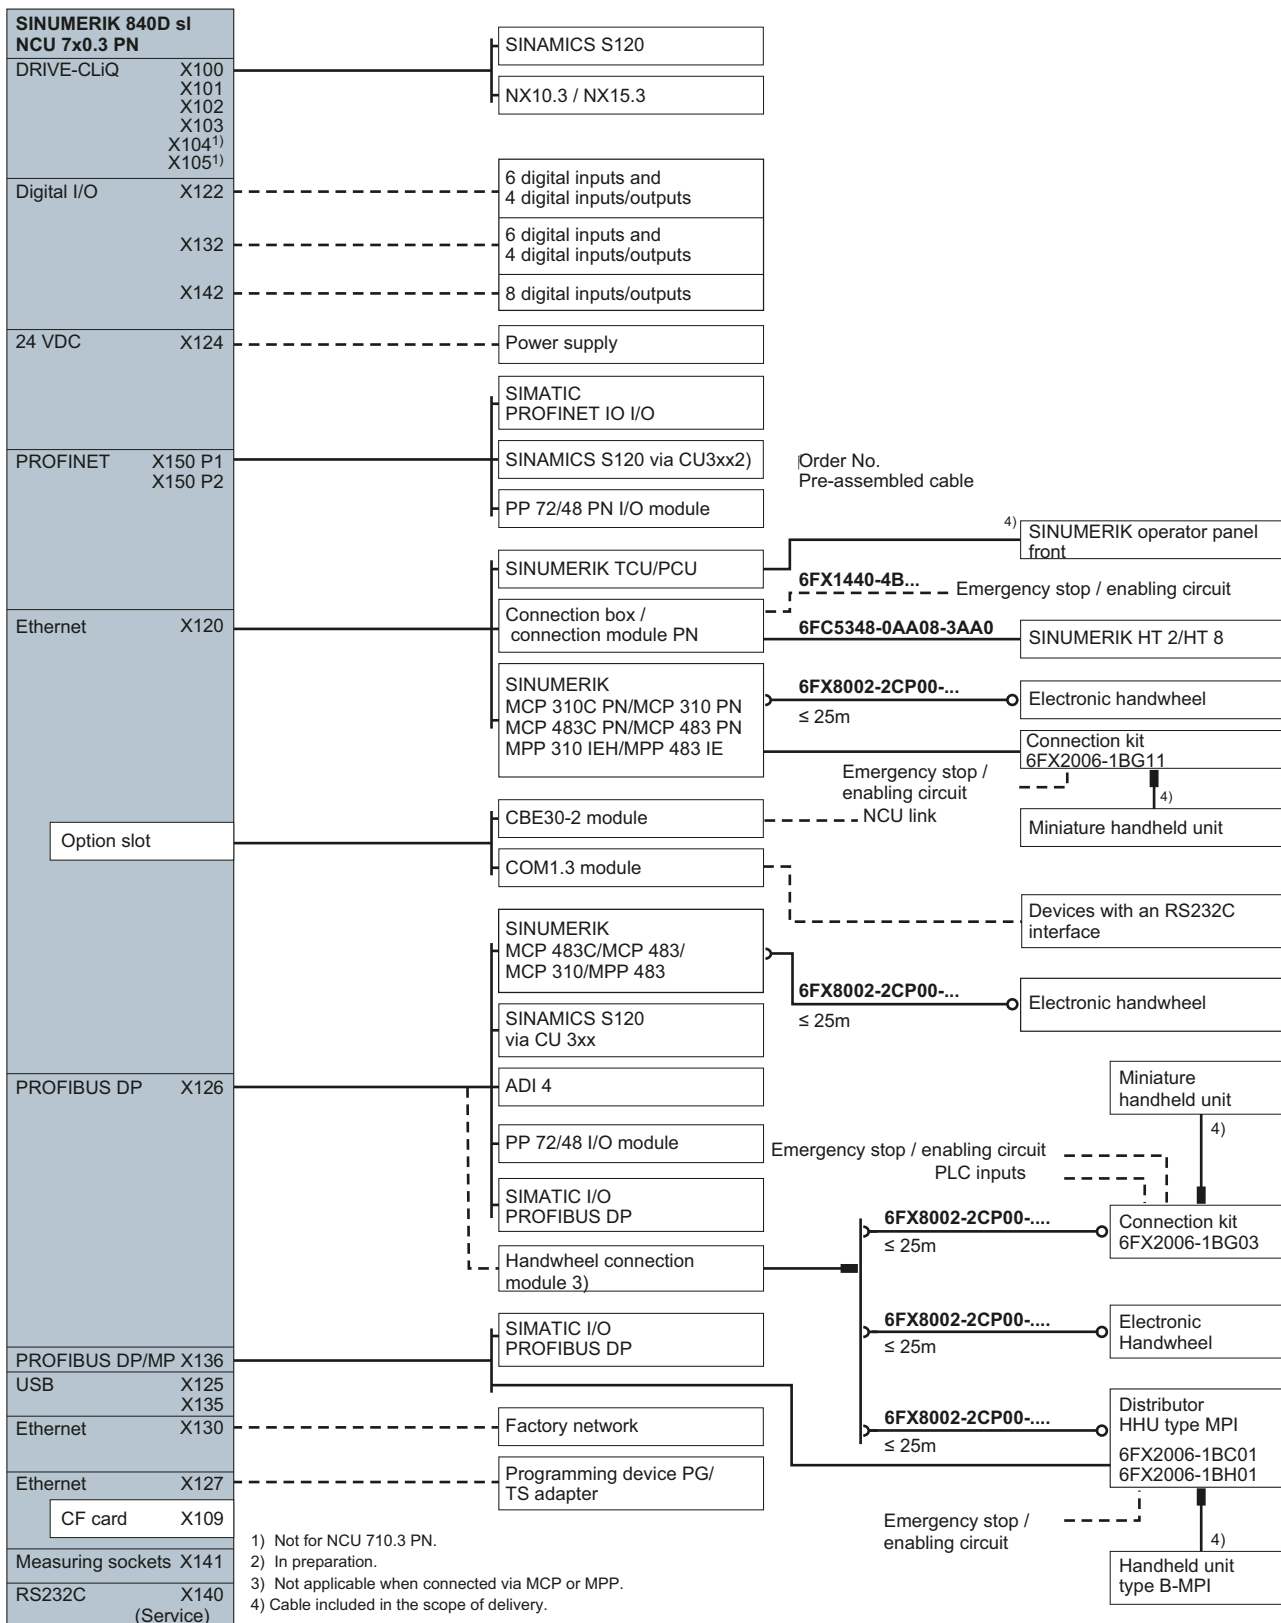 SINUMERIK 840D sl
NCU 7x0.3 PN
DRIVE-CLiQ X100
X101
X102
X103
X104 1)
X105 1)
SINAMICS S120
NX10.3 / NX15.3
Digital I/O X122
6 digital inputs and
4 digital inputs/outputs
X132
6 digital inputs and
4 digital inputs/outputs
X142
8 digital inputs/outputs
24 VDC X124
Power supply
SIMATIC
PROFINET IO I/O
PROFINET X150 P1
X150 P2
SINAMICS S120 via CU3xx2)
PP 72/48 PN I/O module
Order No.
Pre-assembled cable
4)
SINUMERIK operator panel
front
SINUMERIK TCU/PCU
6FX1440-4B...
Emergency stop / enabling circuit
Ethernet X120
Connection box /
connection module PN
6FC5348-0AA08-3AA0
SINUMERIK HT 2/HT 8
SINUMERIK
MCP 310C PN/MCP 310 PN
MCP 483C PN/MCP 483 PN
MPP 310 IEH/MPP 483 IE
6FX8002-2CP00-...
≤ 25m
Electronic handwheel
Connection kit
6FX2006-1BG11
Emergency stop /
enabling circuit
4)
Miniature handheld unit
Option slot
CBE30-2 module
NCU link
COM1.3 module
Devices with an RS232C
interface
SINUMERIK
MCP 483C/MCP 483/
MCP 310/MPP 483
6FX8002-2CP00-...
≤ 25m
Electronic handwheel
SINAMICS S120
via CU 3xx
PROFIBUS DP X126
ADI 4
PP 72/48 I/O module
SIMATIC I/O
PROFIBUS DP
Handwheel connection
module 3)
Miniature
handheld unit
4)
Emergency stop / enabling circuit
PLC inputs
6FX8002-2CP00-....
≤ 25m
Connection kit
6FX2006-1BG03
6FX8002-2CP00-....
≤ 25m
Electronic
Handwheel
PROFIBUS DP/MP X136
SIMATIC I/O
PROFIBUS DP
USB X125
X135
6FX8002-2CP00-....
≤ 25m
Distributor
HHU type MPI
6FX2006-1BC01
6FX2006-1BH01
Ethernet X130
Factory network
Ethernet X127
Programming device PG/
TS adapter
CF card X109
Emergency stop /
enabling circuit
4)
Handheld unit
type B-MPI
Measuring sockets X141
RS232C X140
(Service)
1) Not for NCU 710.3 PN.
2) In preparation.
3) Not applicable when connected via MCP or MPP.
4) Cable included in the scope of delivery.